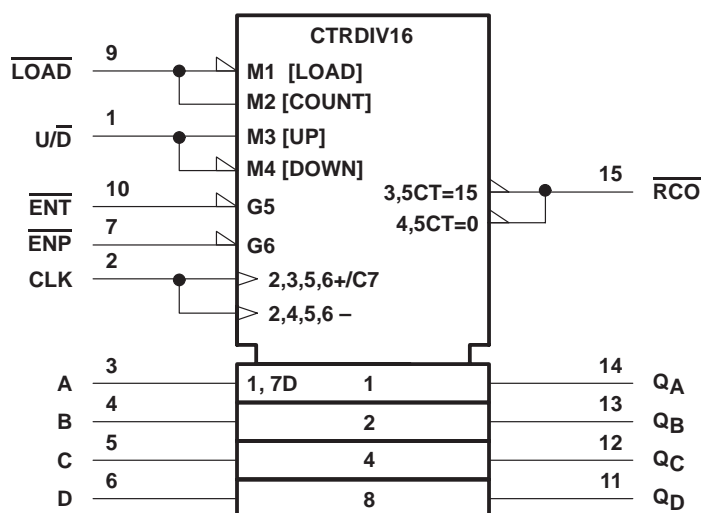 CTRDIV16
9
LOAD
M1 [LOAD]
M2 [COUNT]
1
U/D
M3 [UP]
M4 [DOWN]
10
ENT
G5
7
ENP
G6
2
CLK
2,3,5,6+/C7
2,4,5,6 –
3,5CT=15
4,5CT=0
15
RCO
3
A
1, 7D 1
14
QA
4
B
2
13
QB
5
C
4
12
QC
6
D
8
11
QD